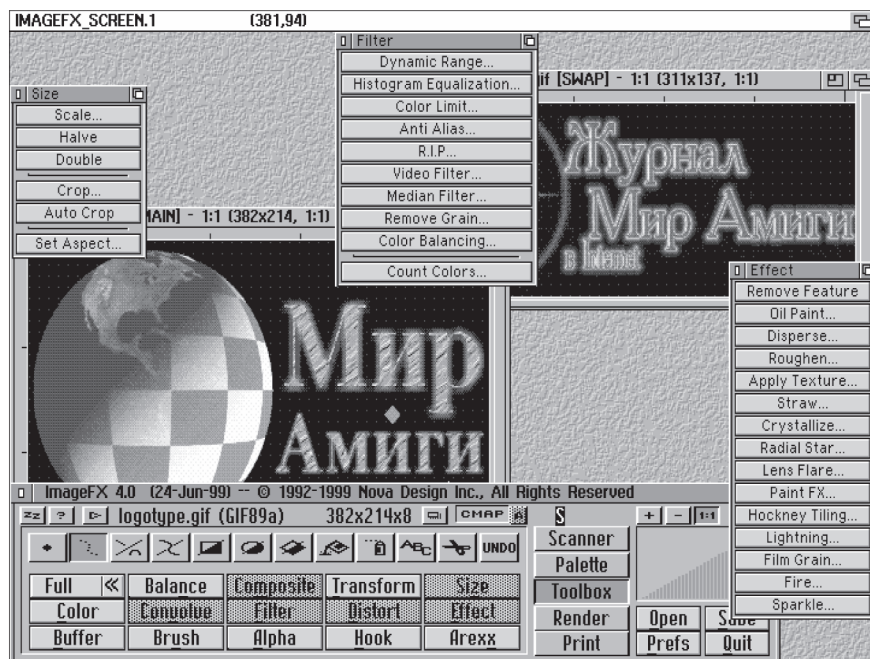 IMAGEFX_SCREEN.1 (381,94)
Filter
Dynamic Range...
Histogram Equalization...
Color Limit...
Anti Alias...
R.I.P...
Video Filter...
Median Filter...
Remove Grain...
Color Balancing...
Count Colors...
Size
Scale...
Halve
Double
Crop...
Auto Crop
Set Aspect...
[SWAP] - 1:1 (311x137, 1:1)
Журнал
Мир Амиги
в Internet
1:1 (382x214, 1:1)
Мир
Амиги
Effect
Remove Feature
Oil Paint...
Disperse...
Roughen...
Apply Texture...
Straw...
Crystallize...
Radial Star...
Lens Flare...
Paint FX...
Hockney Tiling...
Lightning...
Film Grain...
Fire...
Sparkle...
ImageFX 4.0 (24-Jun-99) -- © 1992-1999 Nova Design Inc., All Rights Reserved
zz ? logotype.gif (GIF89a) 382x214x8 CMAP S + - 1:1
ABC UNDO
Scanner
Palette
Toolbox
Render
Print
Full Balance Composite Transform Size
Color Convolve Filter Distort Effect
Buffer Brush Alpha Hook Arexx
Open Save
Prefs Quit